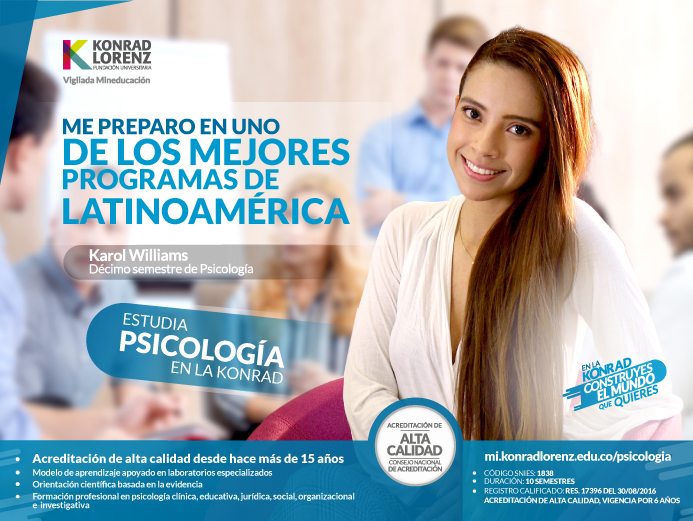 KONRAD
LORENZ
FUNDACIÓN UNIVERSITARIA
Vigilada Mineducación
ME PREPARO EN UNO
DE LOS MEJORES
PROGRAMAS DE
LATINOAMÉRICA
Karol Williams
Décimo semestre de Psicología
ESTUDIA
PSICOLOGÍA
EN LA KONRAD
EN LA
KONRAD
CONSTRUYES
EL MUNDO
QUE QUIERES
ACREDITACIÓN DE
ALTA
CALIDAD
CONSEJO NACIONAL
DE ACREDITACIÓN
• Acreditación de alta calidad desde hace más de 15 años
• Modelo de aprendizaje apoyado en laboratorios especializados
• Orientación científica basada en la evidencia
• Formación profesional en psicología clínica, educativa, jurídica, social, organizacional
e investigativa
mi.konradlorenz.edu.co/psicologia
• CÓDIGO SNIES: 1838
• DURACIÓN: 10 SEMESTRES
• REGISTRO CALIFICADO: RES. 17396 DEL 30/08/2016
ACREDITACIÓN DE ALTA CALIDAD, VIGENCIA POR 6 AÑOS